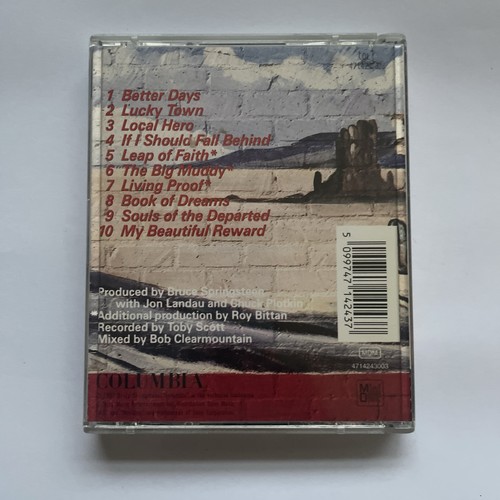 1 Better Days
2 Lucky Town
3 Local Hero
4 If I Should Fall Behind
5 Leap of Faith*
6 The Big Muddy*
7 Living Proof*
8 Book of Dreams
9 Souls of the Departed
10 My Beautiful Reward
5 099747 142437
Produced by Bruce Springsteen
with Jon Landau and Chuck Plotkin
Additional production by Roy Bittan
Recorded by Toby Scott
Mixed by Bob Clearmountain
4714243003
COLUMBIA